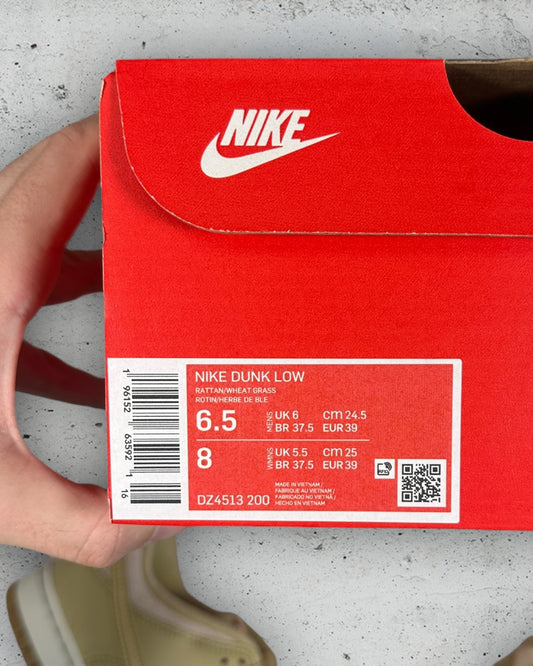 NIKE
NIKE DUNK LOW
RATTAN/WHEAT GRASS
ROTIN/HERBE DE BLE
6.5 MENS UK 6 CM 24.5
BR 37.5 EUR 39
8 WMNS UK 5.5 CM 25
BR 37.5 EUR 39
MADE IN VIETNAM /
FABRIQUÉ AU VIETNAM /
FABRICADO NO VIETNÃ /
HECHO EN VIETNAM
DZ4513 200
1 96152 63592 1
16